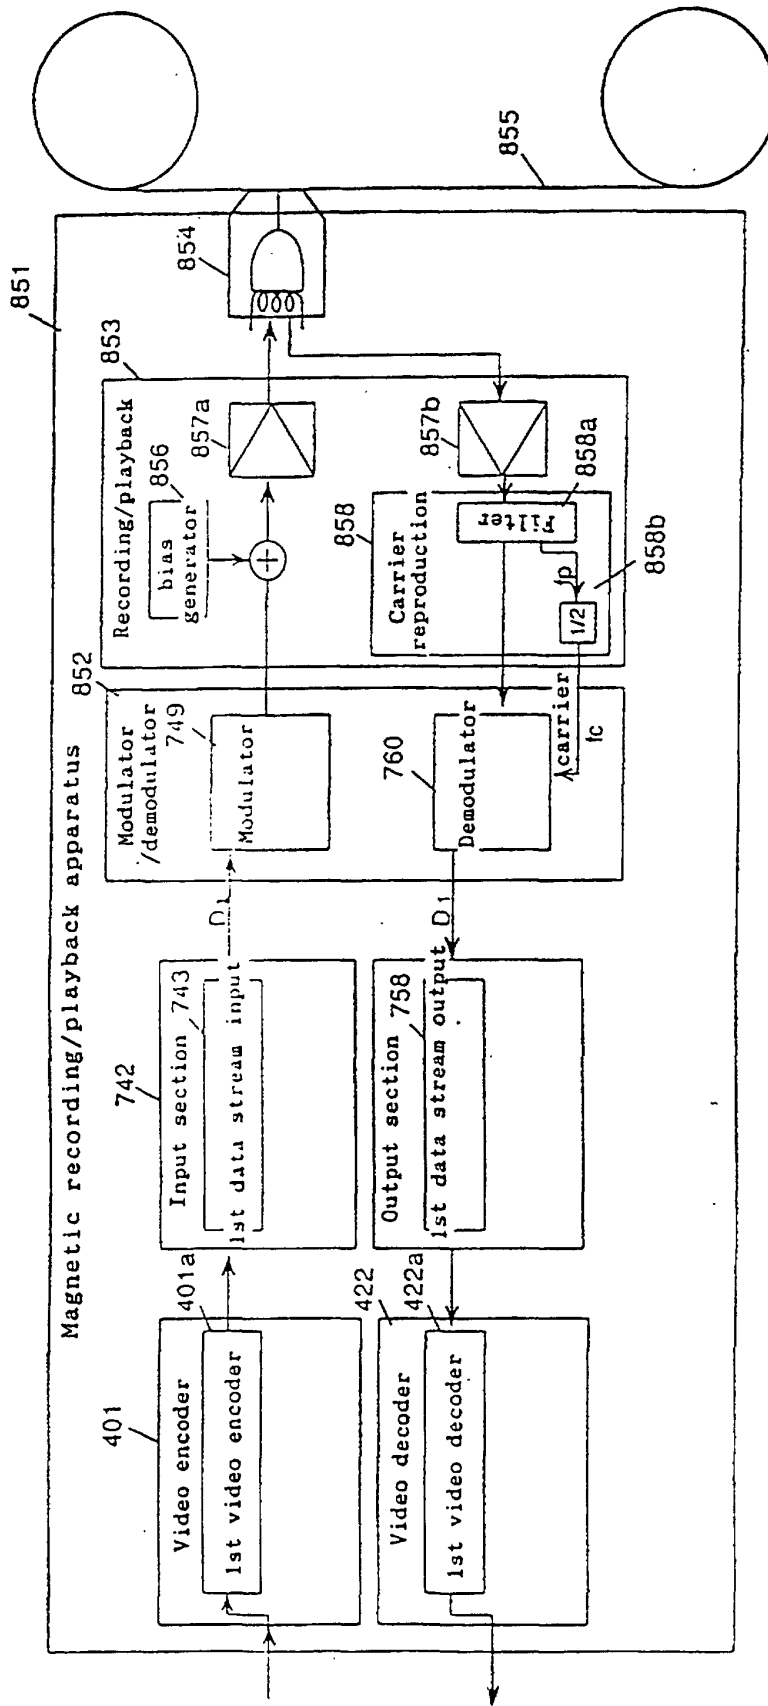 Magnetic recording/playback apparatus
851
401
Video encoder
401a
1st video encoder
742
Input section
743
1st data stream input
D1
852
Modulator
/demodulator
749
Modulator
853
Recording/playback
856
bias
generator
857a
854
855
422
Video decoder
422a
1st video decoder
Output section
758
1st data stream output
D1
760
Demodulator
carrier
fc
858
Carrier
reproduction
857b
858a
Filter
fp
1/2
858b